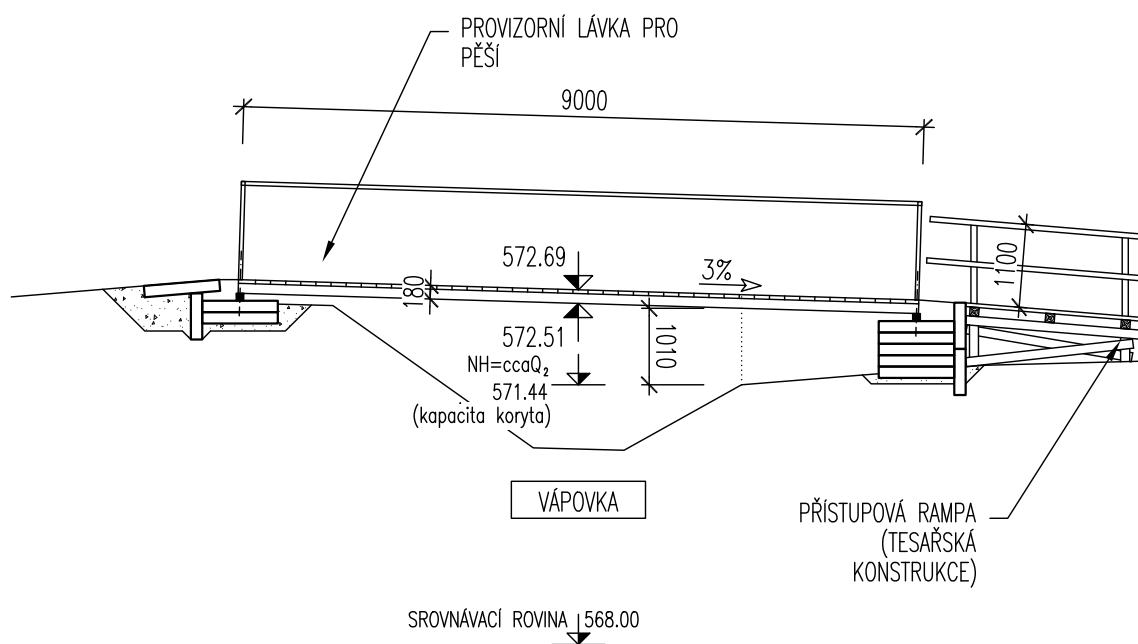 PROVIZORNÍ LÁVKA PRO
PĚŠÍ
9000
572.69
3%
180
1100
572.51
1010
NH=ccaQ₂
571.44
(kapacita koryta)
VÁPOVKA
PŘÍSTUPOVÁ RAMPA
(TESAŘSKÁ
KONSTRUKCE)
SROVNÁVACÍ ROVINA 568.00